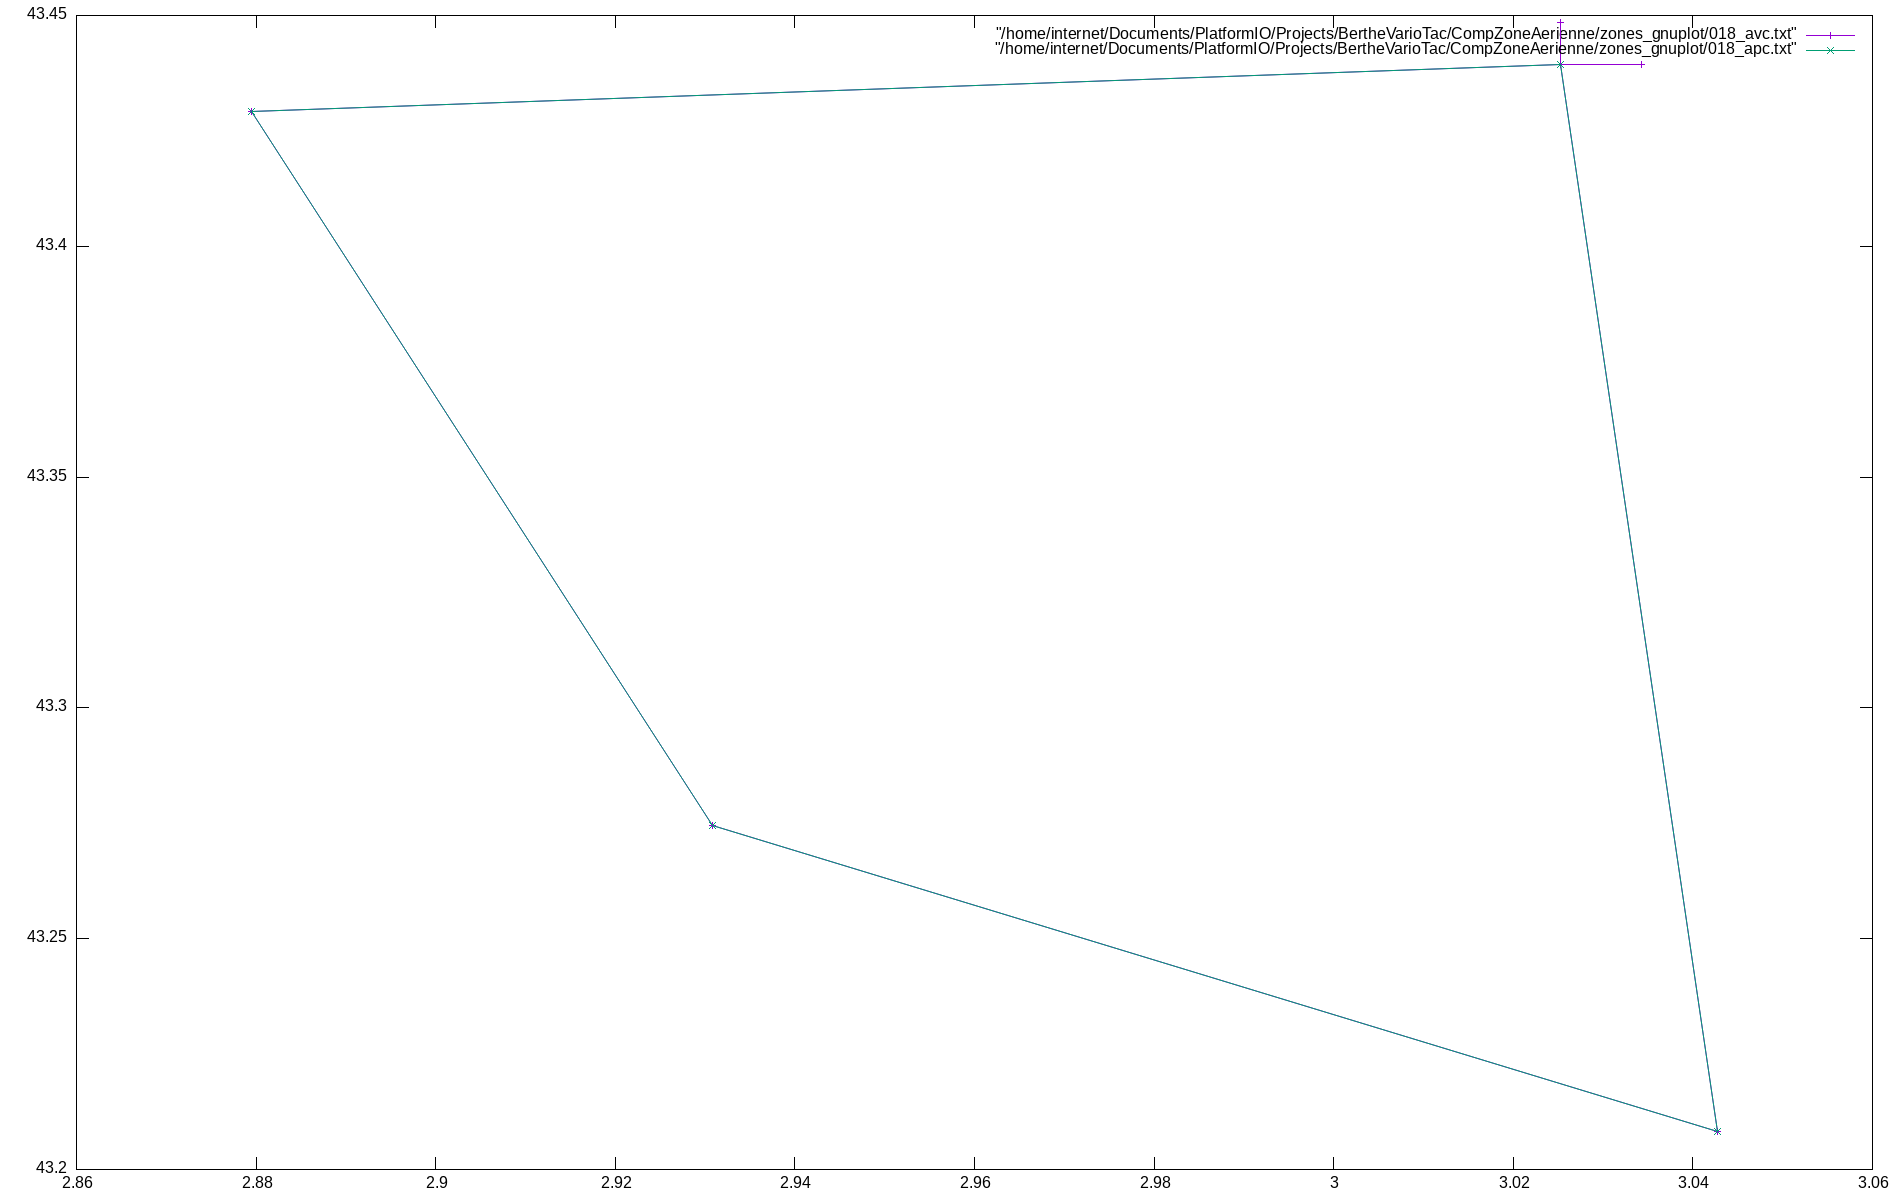 43.45
"/home/internet/Documents/PlatformIO/Projects/BertheVarioTac/CompZoneAerienne/zones_gnuplot/018_avc.txt"
"/home/internet/Documents/PlatformIO/Projects/BertheVarioTac/CompZoneAerienne/zones_gnuplot/018_apc.txt"
43.4
43.35
43.3
43.25
43.2
2.86 2.88 2.9 2.92 2.94 2.96 2.98 3 3.02 3.04 3.06